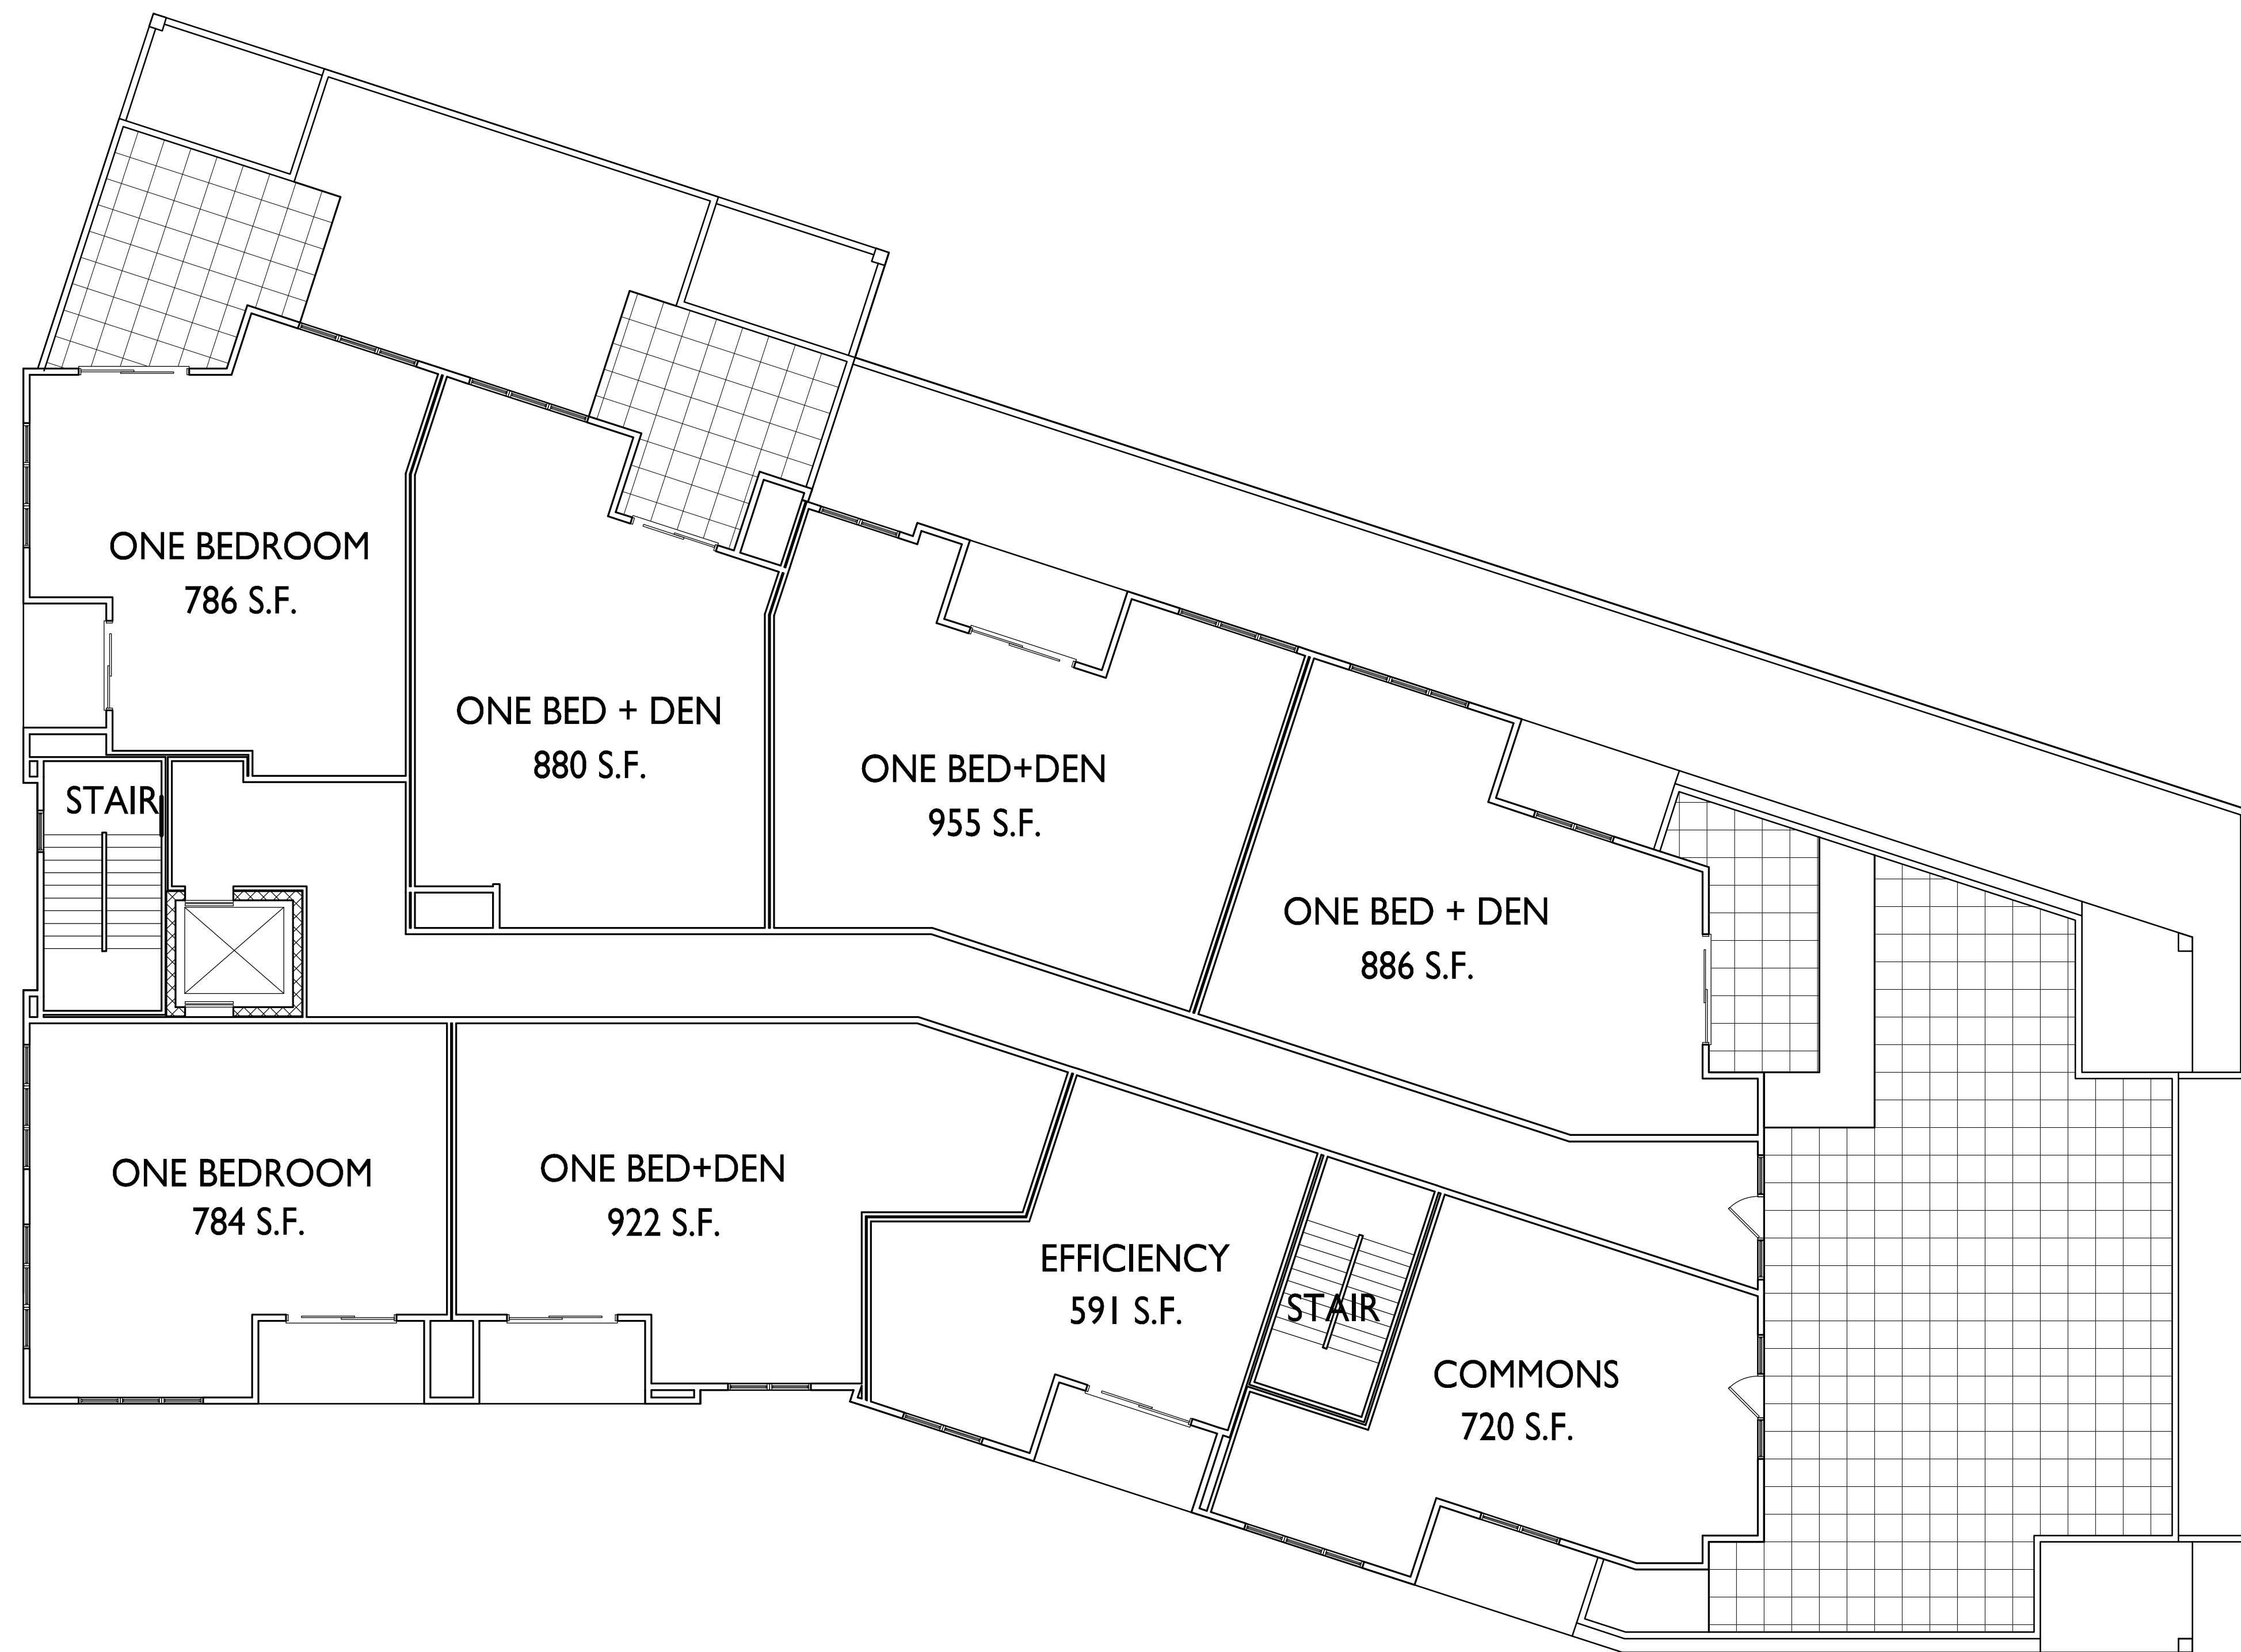 ONE BEDROOM
786 S.F.
ONE BED + DEN
880 S.F.
ONE BED+DEN
955 S.F.
STAIR
ONE BED + DEN
886 S.F.
ONE BEDROOM
784 S.F.
ONE BED+DEN
922 S.F.
EFFICIENCY
591 S.F.
STAIR
COMMONS
720 S.F.